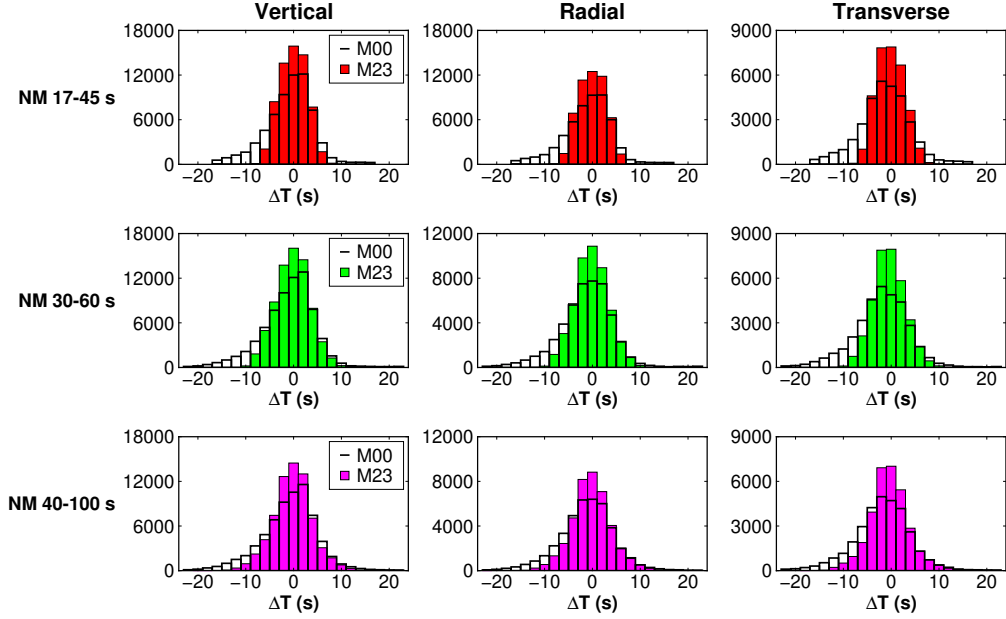 Vertical Radial Transverse
NM 17-45 s
18000 12000 6000 0
M00
M23
−20 −10 0 10 20
ΔT (s)
18000 12000 6000 0
−20 −10 0 10 20
ΔT (s)
9000 6000 3000 0
−20 −10 0 10 20
ΔT (s)
NM 30-60 s
18000 12000 6000 0
M00
M23
−20 −10 0 10 20
ΔT (s)
12000 8000 4000 0
−20 −10 0 10 20
ΔT (s)
9000 6000 3000 0
−20 −10 0 10 20
ΔT (s)
NM 40-100 s
18000 12000 6000 0
M00
M23
−20 −10 0 10 20
ΔT (s)
12000 8000 4000 0
−20 −10 0 10 20
ΔT (s)
9000 6000 3000 0
−20 −10 0 10 20
ΔT (s)